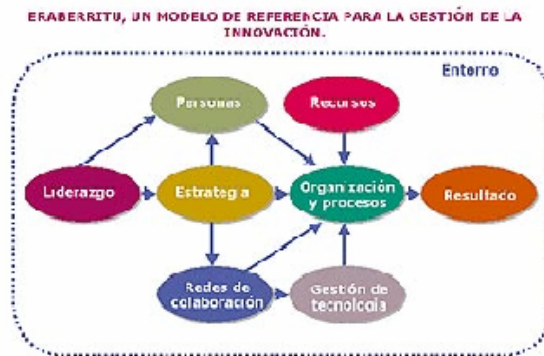 ERABERRITU, UN MODELO DE REFERENCIA PARA LA GESTIÓN DE LA
INNOVACIÓN.
Entorno
Personas
Recursos
Liderazgo
Estrategia
Organización
y procesos
Resultado
Redes de
colaboración
Gestión de
tecnologia